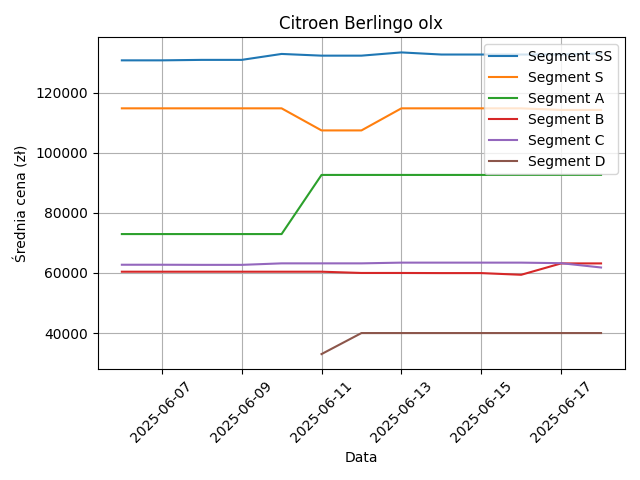 Citroen Berlingo olx
Segment SS
Segment S
Segment A
Segment B
Segment C
Segment D
Średnia cena (zł)
120000
100000
80000
60000
40000
2025-06-07
2025-06-09
2025-06-11
2025-06-13
2025-06-15
2025-06-17
Data